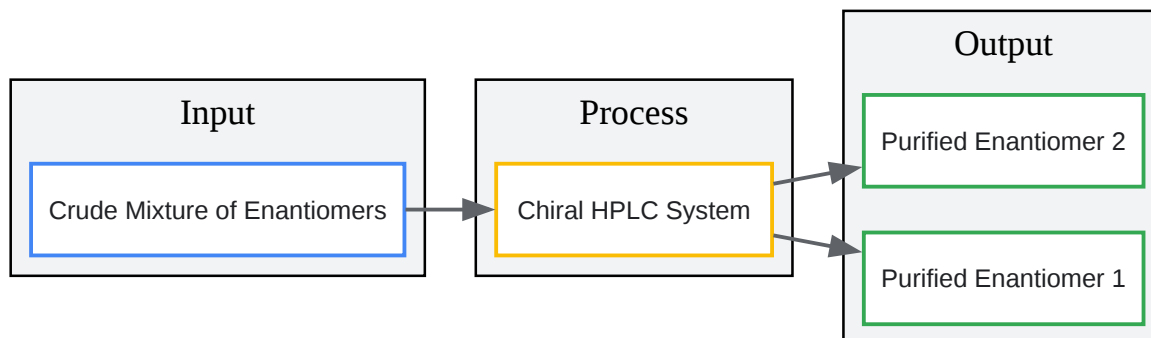 Input
Crude Mixture of Enantiomers
Process
Chiral HPLC System
Output
Purified Enantiomer 2
Purified Enantiomer 1